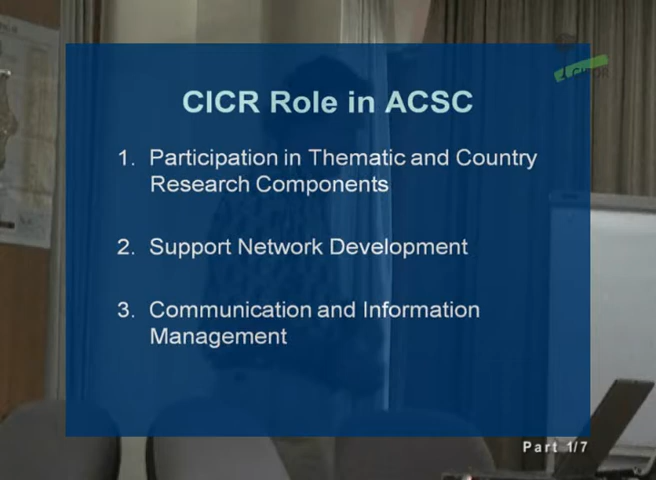 CICR Role in ACSC
1. Participation in Thematic and Country
Research Components
2. Support Network Development
3. Communication and Information
Management
Part 1/7